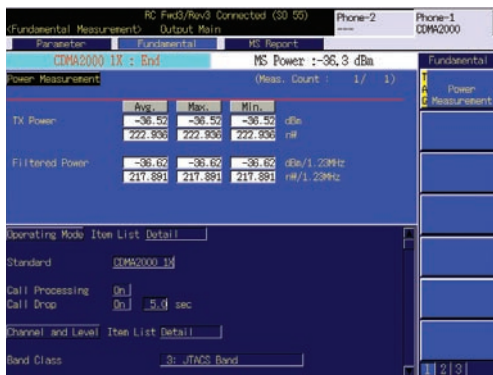 RC Fwd3/Rev3 Connected (SO 55)
<Fundamental Measurement> Output Main
Phone-2
----
Phone-1
CDMA2000
Parameter Fundamental MS Report
Fundamental
CDMA2000 1X : End
MS Power :-36.3 dBm
Power Measurement
(Meas. Count : 1/ 1)
TAG
Power Measurement
Avg. Max. Min.
TX Power -36.52 -36.52 -36.52 dBm
222.936 222.936 222.936 nW
Filtered Power -36.62 -36.62 -36.62 dBm/1.23MHz
217.891 217.891 217.891 nW/1.23MHz
Operating Mode Item List Detail
Standard CDMA2000 1X
Call Processing On
Call Drop On 5.0 sec
Channel and Level Item List Detail
Band Class 3: JTACS Band
1 2 3